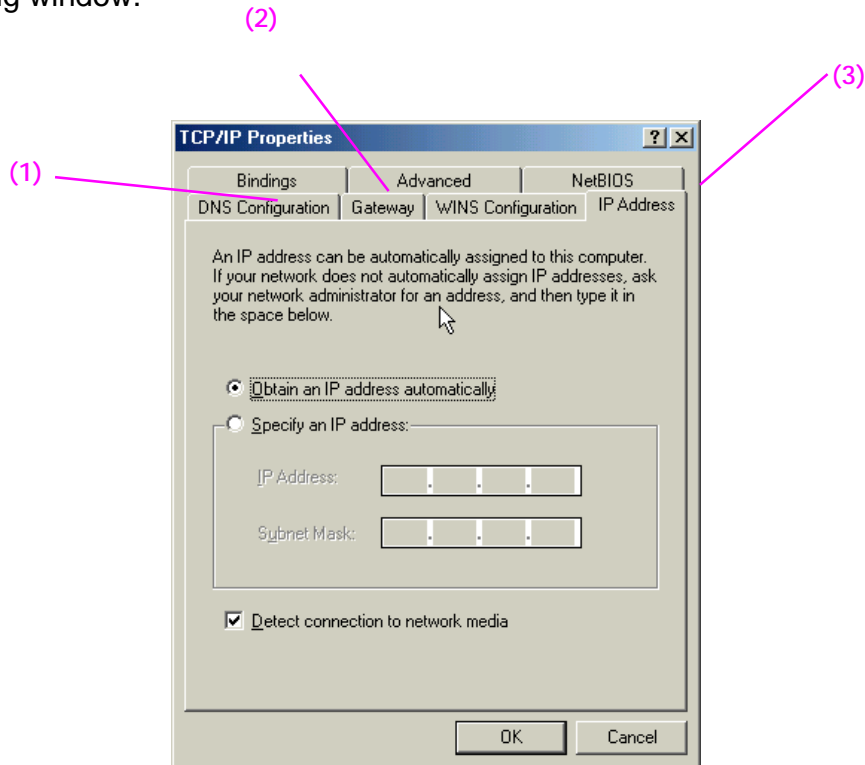 g window.
(2)
(3)
TCP/IP Properties
(1)
Bindings Advanced NetBIOS
DNS Configuration Gateway WINS Configuration IP Address
An IP address can be automatically assigned to this computer.
If your network does not automatically assign IP addresses, ask
your network administrator for an address, and then type it in
the space below.
Obtain an IP address automatically
Specify an IP address:
IP Address:
. . .
Subnet Mask:
. . .
Detect connection to network media
OK Cancel